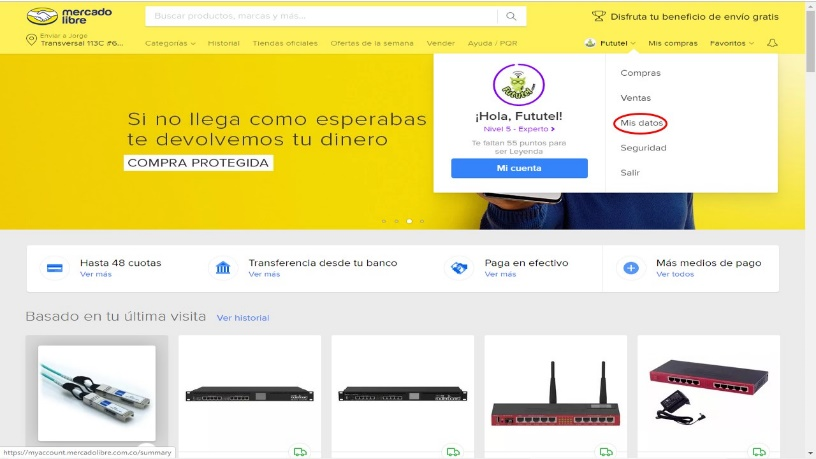 mercado
libre
Buscar productos, marcas y más...
Disfruta tu beneficio de envío gratis
Enviar a Jorge
Transversal 113C #6...
Categorías
Historial
Tiendas oficiales
Ofertas de la semana
Vender
Ayuda / PQR
Fututel
Mis compras
Favoritos
Si no llega como esperabas
te devolvemos tu dinero
COMPRA PROTEGIDA
Fututel
¡Hola, Fututel!
Nivel 5 - Experto >
Te faltan 55 puntos para
ser Leyenda
Mi cuenta
Compras
Ventas
Mis datos
Seguridad
Salir
Hasta 48 cuotas
Ver más
Transferencia desde tu banco
Ver más
Paga en efectivo
Ver más
Más medios de pago
Ver todos
Basado en tu última visita
Ver historial
https://myaccount.mercadolibre.com.co/summary